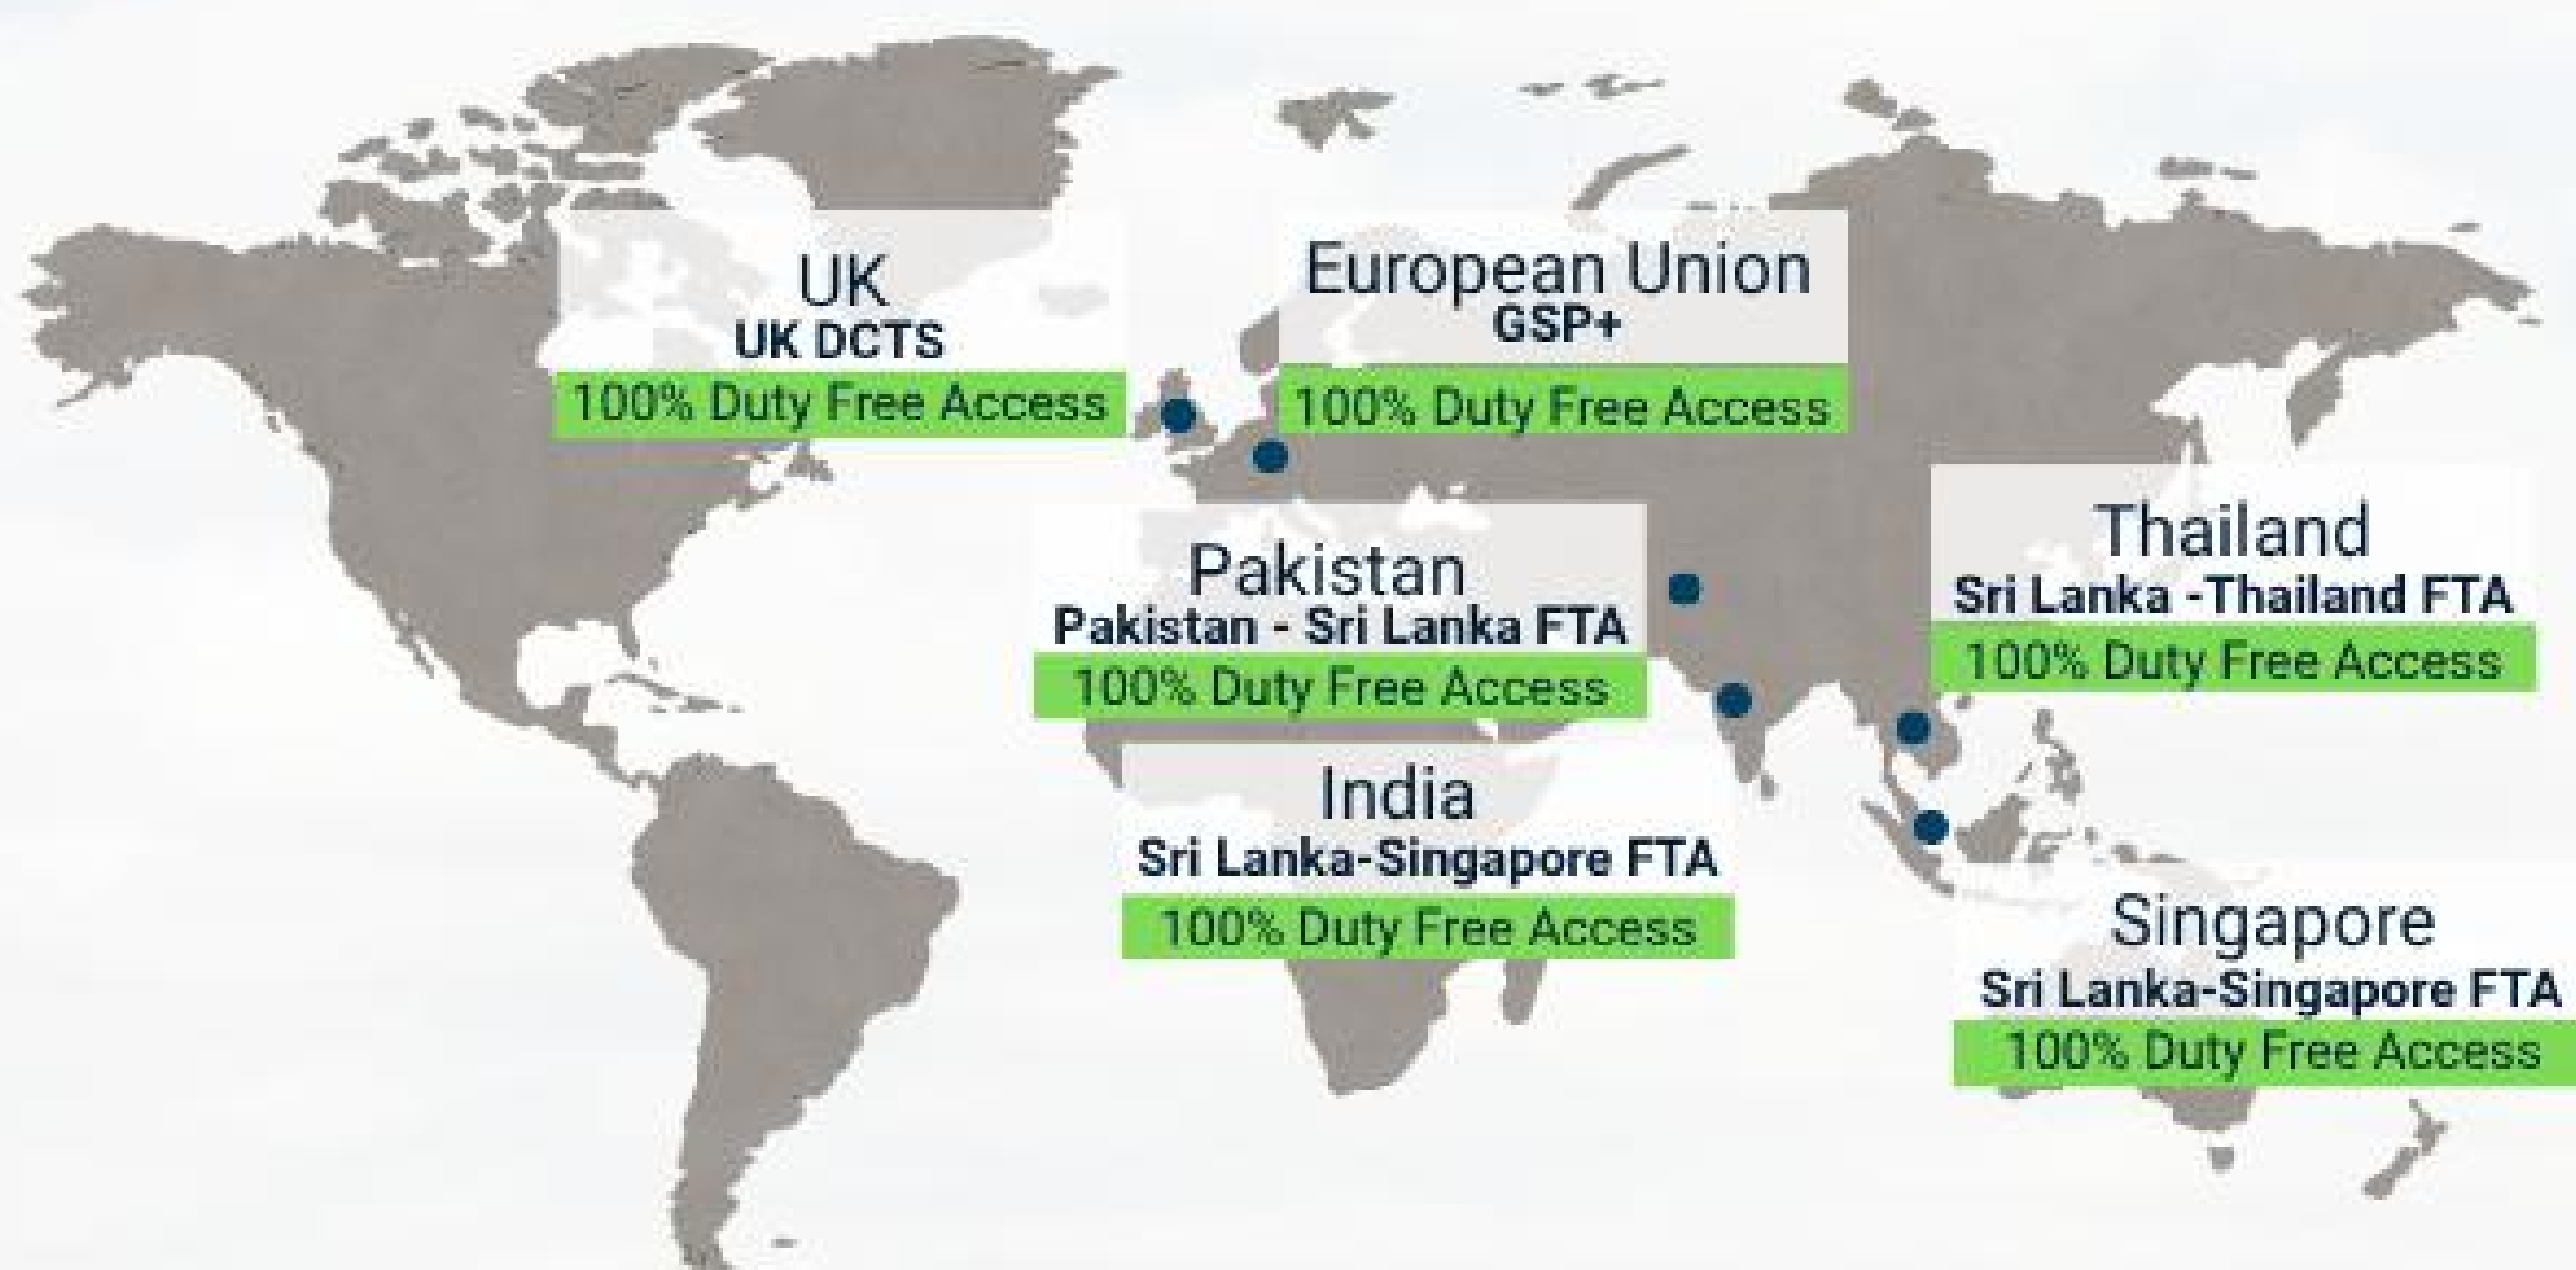 UK
UK DCTS
100% Duty Free Access
European Union
GSP+
100% Duty Free Access
Pakistan
Pakistan - Sri Lanka FTA
100% Duty Free Access
Thailand
Sri Lanka -Thailand FTA
100% Duty Free Access
India
Sri Lanka-Singapore FTA
100% Duty Free Access
Singapore
Sri Lanka-Singapore FTA
100% Duty Free Access